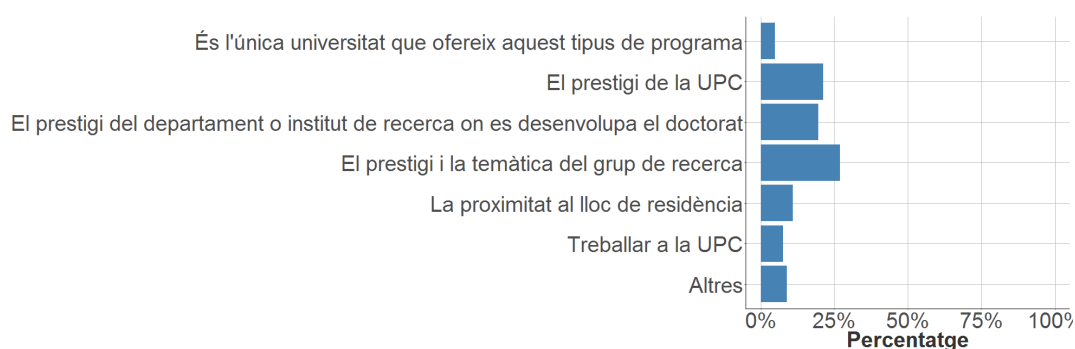 És l'única universitat que ofereix aquest tipus de programa
El prestigi de la UPC
El prestigi del departament o institut de recerca on es desenvolupa el doctorat
El prestigi i la temàtica del grup de recerca
La proximitat al lloc de residència
Treballar a la UPC
Altres
0% 25% 50% 75% 100%
Percentatge